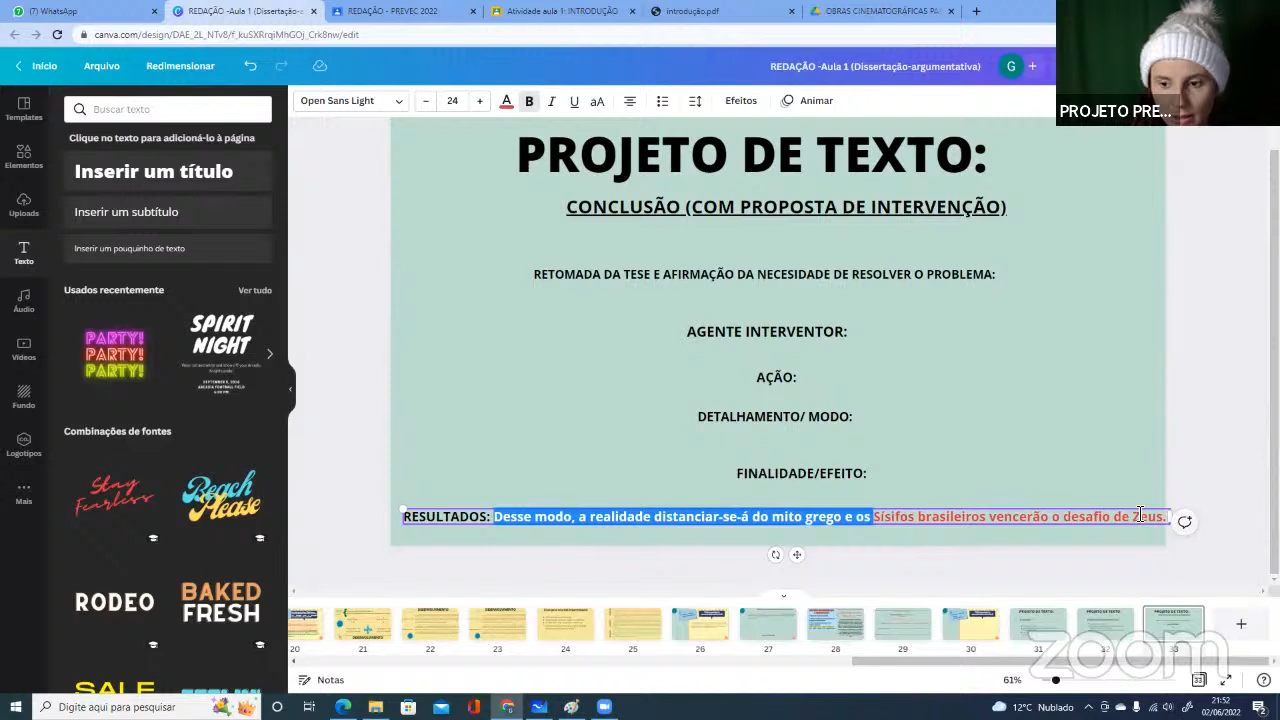 (7) WhatsApp
REDAÇÃO -Aula 1 (Dissertação-a
REDAÇÃO - PREVEC 2022
Atividade aula 1: INTRODUÇÃO
introdução.pdf
OBRAS CINEMATOGRÁFICAS PA
canva.com/design/DAE_2L_NTv8/f_kuSXRrqiMhGOj_Crk8nw/edit
Início
Arquivo
Redimensionar
REDAÇÃO -Aula 1 (Dissertação-argumentativa)
G
PROJETO PRE...
Open Sans Light
24
A
B
I
U
aA
Efeitos
Animar
Templates
Elementos
Uploads
Texto
Áudio
Vídeos
Fundo
Logotipos
Mais
Buscar texto
Clique no texto para adicioná-lo à página
Inserir um título
Inserir um subtítulo
Inserir um pouquinho de texto
Usados recentemente
Ver tudo
PARTY!
PARTY!
PARTY!
SPIRIT
NIGHT
Combinações de fontes
Stay
Fearless
Beach
Please
RODEO
BAKED
FRESH
SALE
PROJETO DE TEXTO:
CONCLUSÃO (COM PROPOSTA DE INTERVENÇÃO)
RETOMADA DA TESE E AFIRMAÇÃO DA NECESIDADE DE RESOLVER O PROBLEMA:
AGENTE INTERVENTOR:
AÇÃO:
DETALHAMENTO/ MODO:
FINALIDADE/EFEITO:
RESULTADOS: Desse modo, a realidade distanciar-se-á do mito grego e os Sísifos brasileiros vencerão o desafio de Zeus.
20
21
22
23
24
25
26
27
28
29
30
31
32
33
zoom
Notas
61%
33
Digite aqui para pesquisar
12°C Nublado
21:52
02/06/2022
2